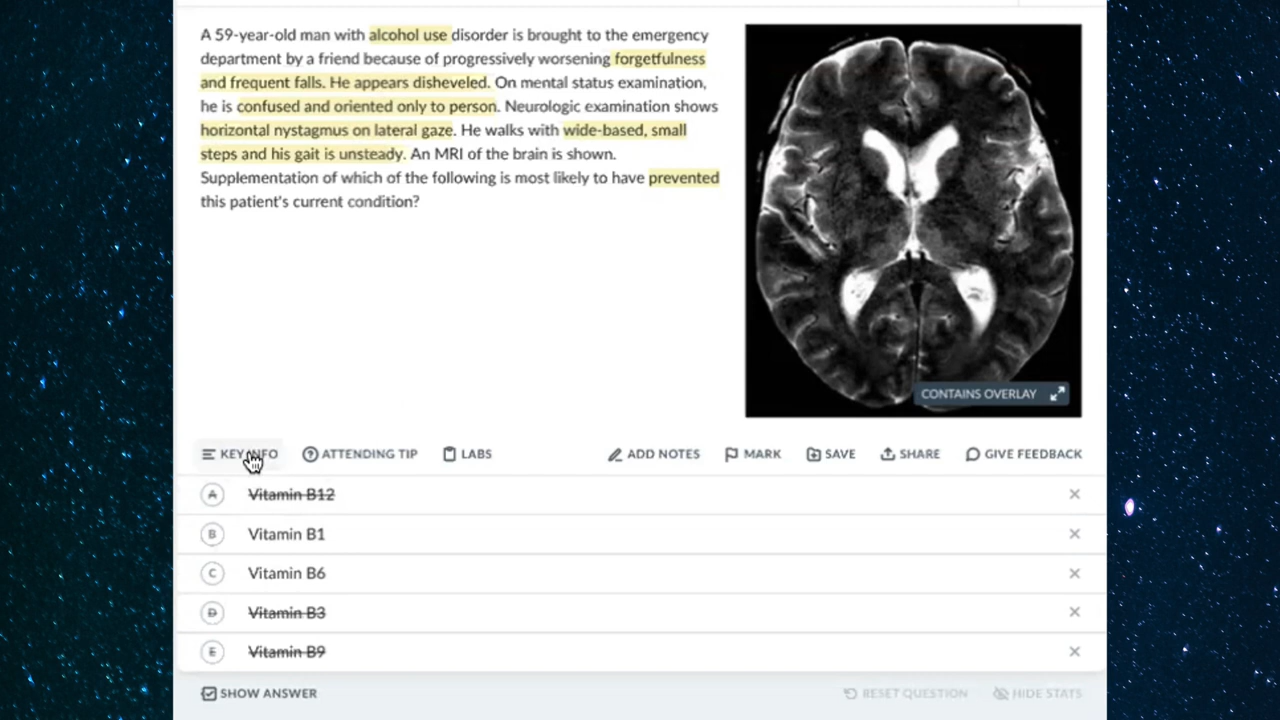 A 59-year-old man with alcohol use disorder is brought to the emergency
department by a friend because of progressively worsening forgetfulness
and frequent falls. He appears disheveled. On mental status examination,
he is confused and oriented only to person. Neurologic examination shows
horizontal nystagmus on lateral gaze. He walks with wide-based, small
steps and his gait is unsteady. An MRI of the brain is shown.
Supplementation of which of the following is most likely to have prevented
this patient's current condition?
CONTAINS OVERLAY
KEY INFO ATTENDING TIP LABS ADD NOTES MARK SAVE SHARE GIVE FEEDBACK
A Vitamin B12
B Vitamin B1
C Vitamin B6
D Vitamin B3
E Vitamin B9
SHOW ANSWER RESET QUESTION HIDE STATS